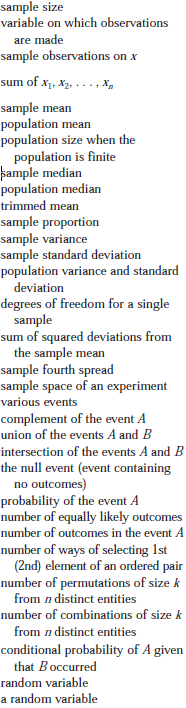 sample size
variable on which observations
are made
sample observations on x
sum of x₁, x₂, . . . , xₙ
sample mean
population mean
population size when the
population is finite
sample median
population median
trimmed mean
sample proportion
sample variance
sample standard deviation
population variance and standard
deviation
degrees of freedom for a single
sample
sum of squared deviations from
the sample mean
sample fourth spread
sample space of an experiment
various events
complement of the event A
union of the events A and B
intersection of the events A and B
the null event (event containing
no outcomes)
probability of the event A
number of equally likely outcomes
number of outcomes in the event A
number of ways of selecting 1st
(2nd) element of an ordered pair
number of permutations of size k
from n distinct entities
number of combinations of size k
from n distinct entities
conditional probability of A given
that B occurred
random variable
a random variable